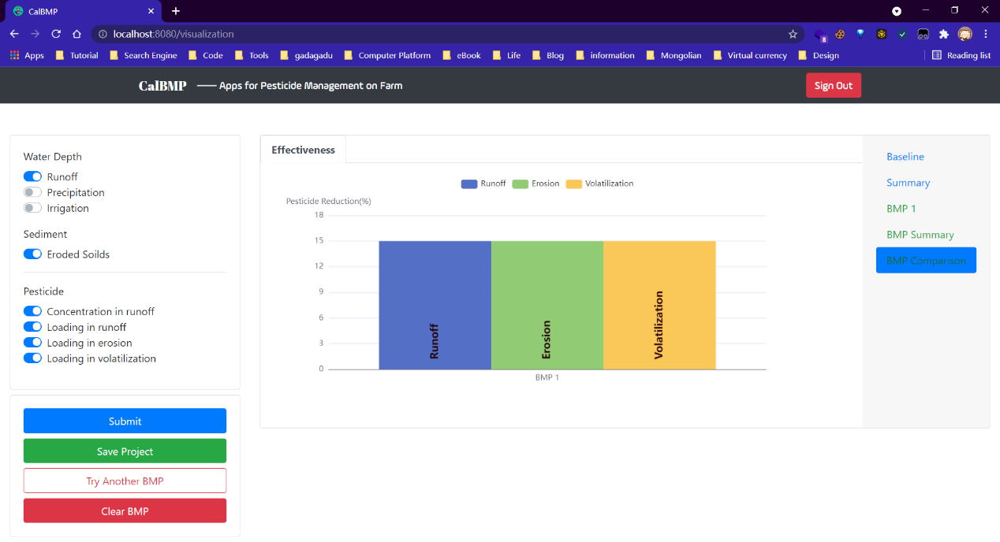 CalBMP
localhost:8080/visualization
8
Apps Tutorial Search Engine Code Tools gadagadu Computer Platform eBook Life Blog information Mongolian Virtual currency Design Reading list
CalBMP —— Apps for Pesticide Management on Farm Sign Out
Water Depth
Runoff
Precipitation
Irrigation
Sediment
Eroded Soilds
Pesticide
Concentration in runoff
Loading in runoff
Loading in erosion
Loading in volatilization
Submit
Save Project
Try Another BMP
Clear BMP
Effectiveness
Runoff Erosion Volatilization
Pesticide Reduction(%)
18
15
12
9
6
3
0
Runoff
Erosion
Volatilization
BMP 1
Baseline
Summary
BMP 1
BMP Summary
BMP Comparison